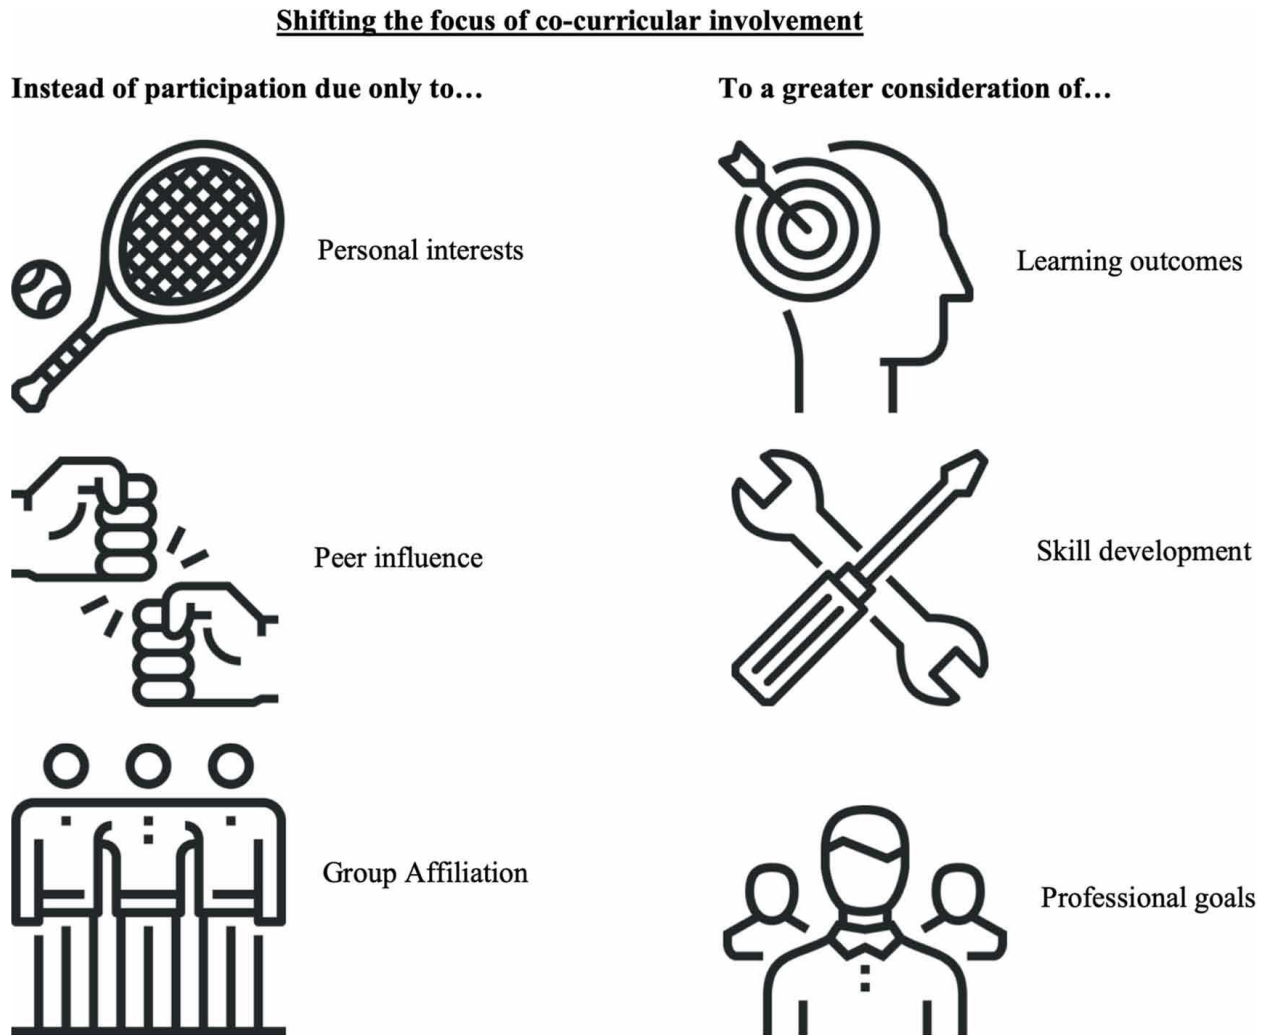 Shifting the focus of co-curricular involvement
Instead of participation due only to…
To a greater consideration of…
Personal interests
Learning outcomes
Peer influence
Skill development
Group Affiliation
Professional goals